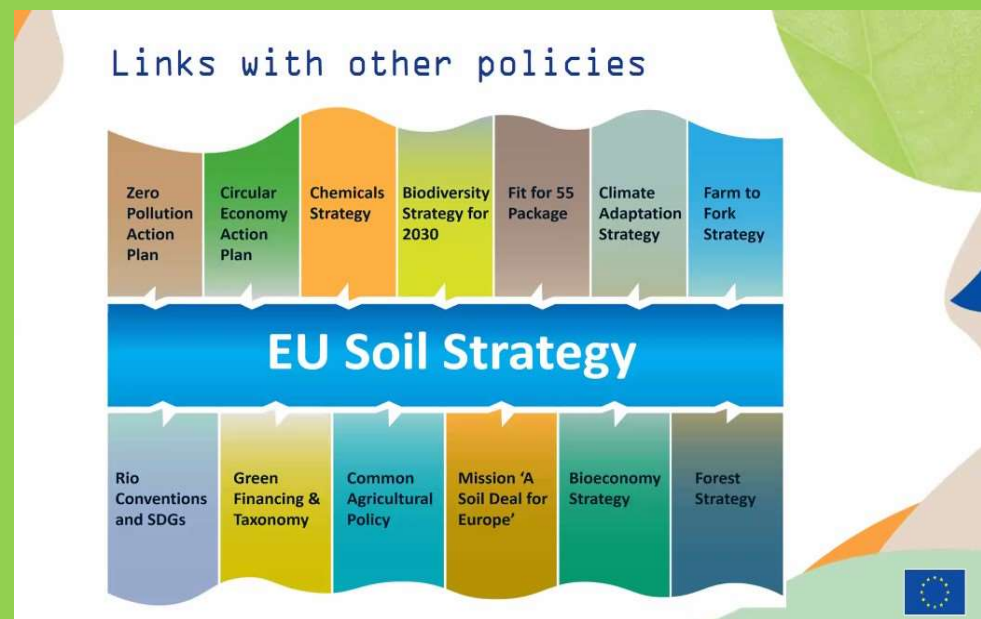 Links with other policies
Zero
Pollution
Action
Plan
Circular
Economy
Action
Plan
Chemicals
Strategy
Biodiversity
Strategy for
2030
Fit for 55
Package
Climate
Adaptation
Strategy
Farm to
Fork
Strategy
EU Soil Strategy
Rio
Conventions
and SDGs
Green
Financing &
Taxonomy
Common
Agricultural
Policy
Mission ‘A
Soil Deal for
Europe’
Bioeconomy
Strategy
Forest
Strategy